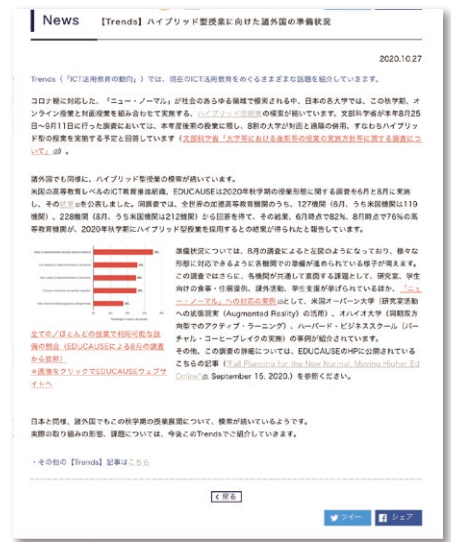 News 【Trends】ハイブリッド型授業に向けた諸外国の準備状況
2020.10.27
Trends（「ICT活用教育の動向」）では、現在のICT活用教育をめぐるさまざまな話題を紹介していきます。
コロナ禍に対応した、「ニュー・ノーマル」が社会のあらゆる領域で模索される中、日本の各大学では、この秋学期、オ
ンライン授業と対面授業を組み合わせて実施する、ハイブリッド型授業の模索が続いています。文部科学省が本年8月25
日〜9月11日に行った調査においては、本年度後期の授業に際し、8割の大学が対面と遠隔の併用、すなわちハイブリッ
ド型の授業を実施する予定と回答しています（文部科学省「大学等における後期等の授業の実施方針等に関する調査につ
いて」）。
諸外国でも同様に、ハイブリッド型授業の模索が続いています。
米国の高等教育レベルのICT教育推進組織、EDUCAUSEは2020年秋学期の授業形態に関する調査を6月と8月に実施
し、その結果を公表しました。同調査では、全世界の加盟高等教育機関のうち、127機関（6月、うち米国機関は119
機関）、228機関（8月、うち米国機関は212機関）から回答を得て、その結果、6月時点で82%、8月時点で76%の高
等教育機関が、2020年秋学期にハイブリッド型授業を採用するとの結果が得られたと報告しています。
準備状況については、8月の調査によると左図のようになっており、様々な
形態に対応できるように各機関での準備が進められている様子が伺えます。
この調査ではさらに、各機関が共通して直面する課題として、研究室、学生
向けの食事・住居提供、課外活動、学生支援が挙げられているほか、「ニュ
ー・ノーマル」への対応の実例として、米国オーバーン大学（研究室活動
への拡張現実（Augmented Reality）の活用）、オハイオ大学（同期双方
向型でのアクティブ・ラーニング）、ハーバード・ビジネススクール（バー
チャル・コーヒーブレイクの実施）の事例が紹介されています。
その他、この調査の詳細については、EDUCAUSEのHPに公開されている
こちらの記事（"Fall Planning for the New Normal: Moving Higher Ed
Online" September 15, 2020.）を参照ください。
全ての／ほとんどの授業で利用可能な設
備の割合（EDUCAUSEによる8月の調査
から抜粋）
＊画像をクリックでEDUCAUSEウェブサ
イトへ
日本と同様、諸外国でもこの秋学期の授業展開について、模索が続いているようです。
実際の取り組みの形態、課題については、今後このTrendsでご紹介していきます。
・その他の【Trends】記事はこちら
戻る
ツイート
シェア